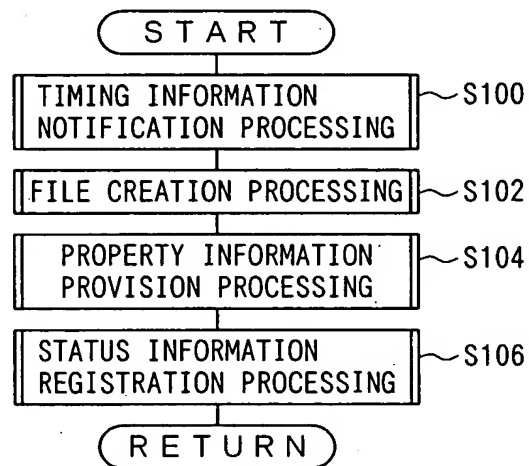 START
TIMING INFORMATION
NOTIFICATION PROCESSING
S100
FILE CREATION PROCESSING
S102
PROPERTY INFORMATION
PROVISION PROCESSING
S104
STATUS INFORMATION
REGISTRATION PROCESSING
S106
RETURN